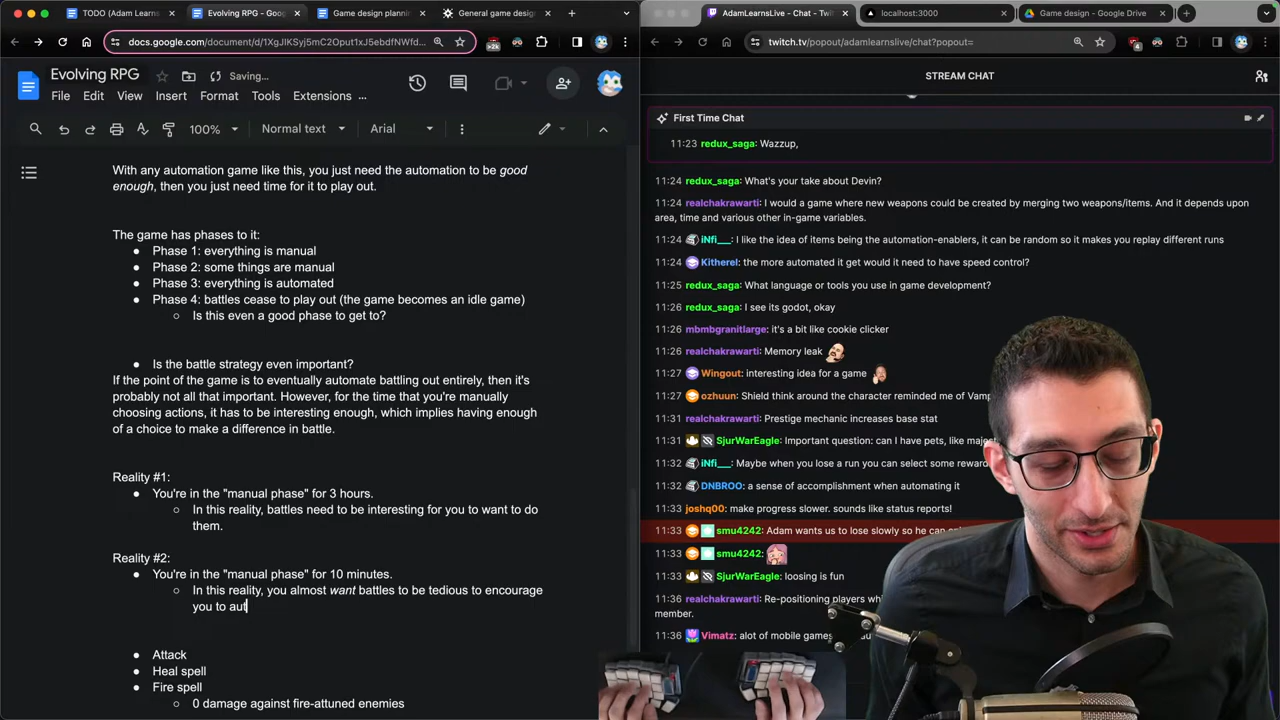 TODO (Adam Learns
Evolving RPG - Goo
Game design planni
General game desig
docs.google.com/document/d/1XgJIKSyj5mC2Oput1xJ5ebdfNWfd...
Evolving RPG
Saving...
File Edit View Insert Format Tools Extensions ...
100% Normal text Arial
With any automation game like this, you just need the automation to be good
enough, then you just need time for it to play out.
The game has phases to it:
● Phase 1: everything is manual
● Phase 2: some things are manual
● Phase 3: everything is automated
● Phase 4: battles cease to play out (the game becomes an idle game)
○ Is this even a good phase to get to?
● Is the battle strategy even important?
If the point of the game is to eventually automate battling out entirely, then it's
probably not all that important. However, for the time that you're manually
choosing actions, it has to be interesting enough, which implies having enough
of a choice to make a difference in battle.
Reality #1:
● You're in the "manual phase" for 3 hours.
○ In this reality, battles need to be interesting for you to want to do
them.
Reality #2:
● You're in the "manual phase" for 10 minutes.
○ In this reality, you almost want battles to be tedious to encourage
you to aut
● Attack
● Heal spell
● Fire spell
○ 0 damage against fire-attuned enemies
AdamLearnsLive - Chat - Twit
localhost:3000
Game design - Google Drive
twitch.tv/popout/adamlearnslive/chat?popout=
STREAM CHAT
First Time Chat
11:23 redux_saga: Wazzup,
11:24 redux_saga: What's your take about Devin?
11:24 realchakrawarti: I would a game where new weapons could be created by merging two weapons/items. And it depends upon
area, time and various other in-game variables.
11:24 iNfi___: I like the idea of items being the automation-enablers, it can be random so it makes you replay different runs
11:24 Kitherel: the more automated it get would it need to have speed control?
11:25 redux_saga: What language or tools you use in game development?
11:26 redux_saga: I see its godot, okay
11:26 mbmbgranitlarge: it's a bit like cookie clicker
11:26 realchakrawarti: Memory leak
11:27 Wingout: interesting idea for a game
11:27 ozhuun: Shield think around the character reminded me of Vamp
11:31 realchakrawarti: Prestige mechanic increases base stat
11:31 SjurWarEagle: Important question: can I have pets, like majes
11:32 iNfi___: Maybe when you lose a run you can select some reward
11:32 DNBROO: a sense of accomplishment when automating it
11:33 joshq00: make progress slower. sounds like status reports!
11:33 smu4242: Adam wants us to lose slowly so he can
11:33 smu4242:
11:33 SjurWarEagle: loosing is fun
11:36 realchakrawarti: Re-positioning players wh
member.
11:36 Vimatz: alot of mobile games